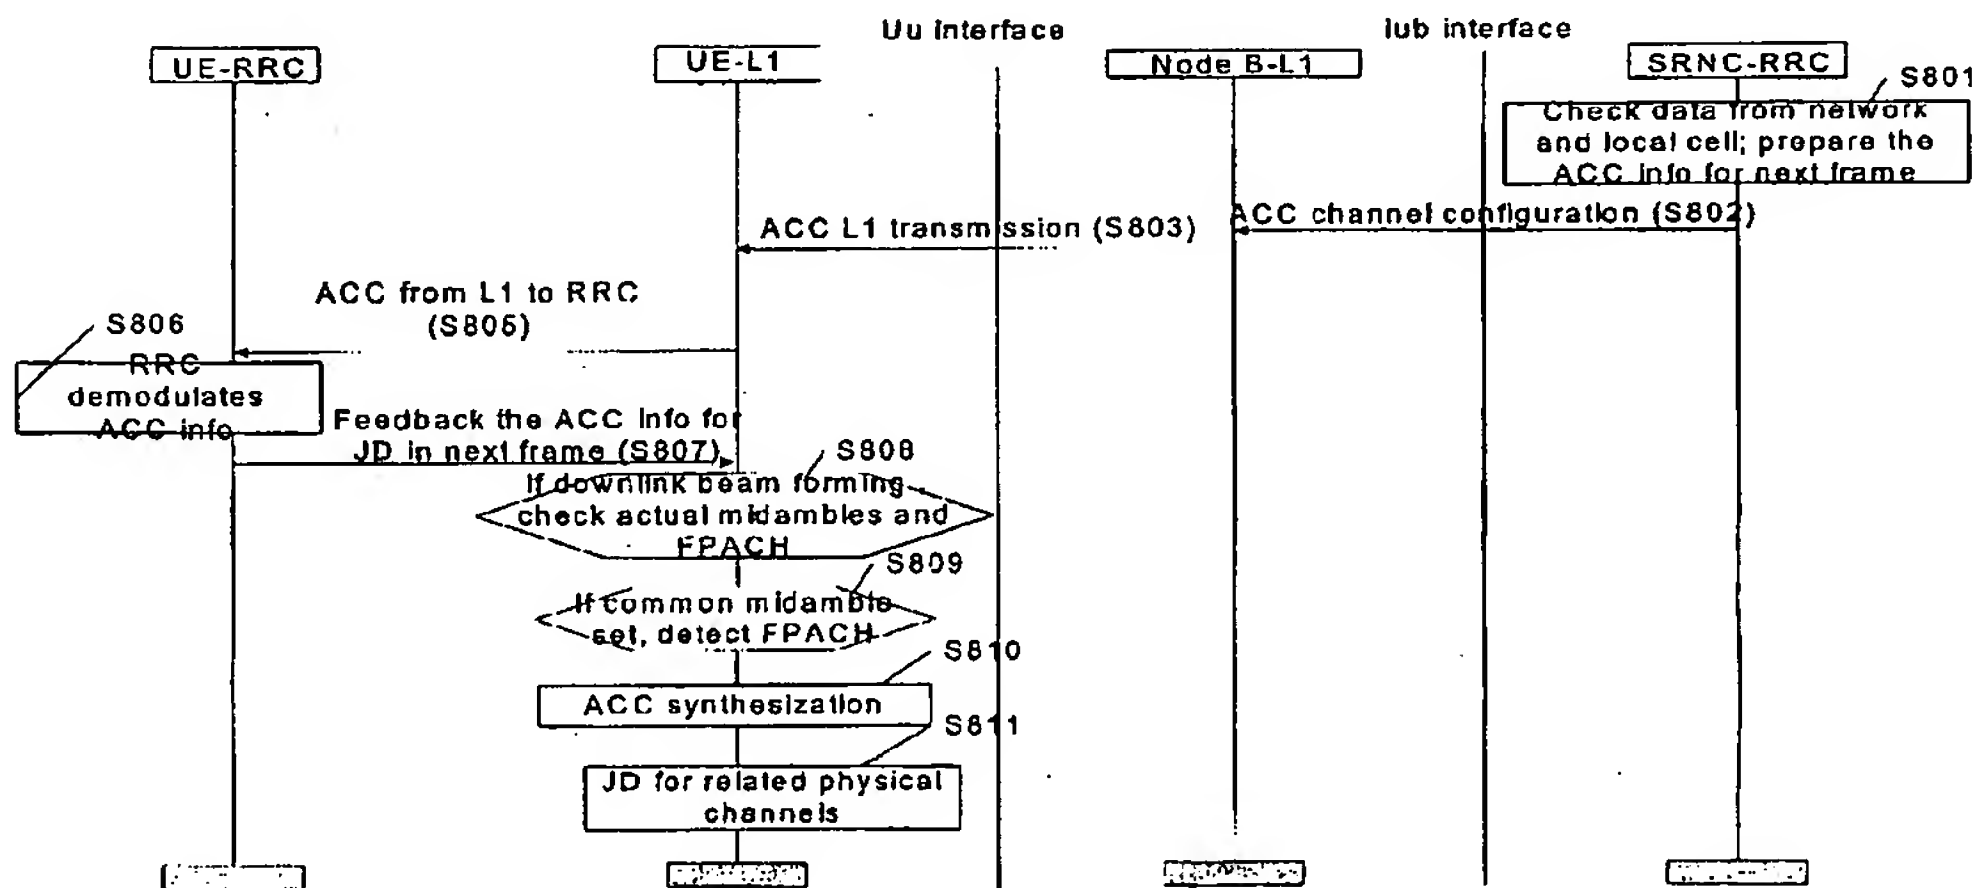 Uu interface
Iub interface
UE-RRC
UE-L1
Node B-L1
SRNC-RRC
S801
Check data from network
and local cell; prepare the
ACC info for next frame
ACC channel configuration (S802)
ACC L1 transmission (S803)
ACC from L1 to RRC
(S805)
S806
RRC
demodulates
ACC info
Feedback the ACC info for
JD in next frame (S807)
S808
If downlink beam forming,
check actual midambles and
FPACH
S809
If common midamble
set, detect FPACH
S810
ACC synthesization
S811
JD for related physical
channels